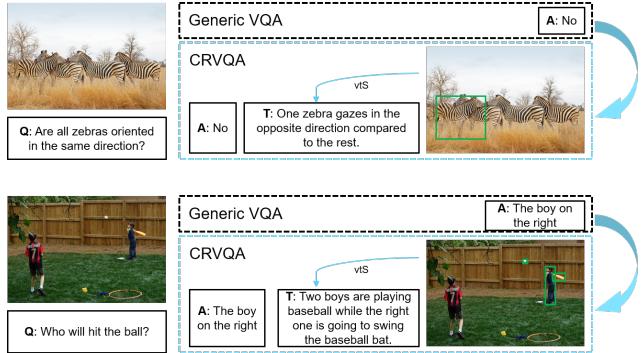 Generic VQA
A: No
CRVQA
vtS
A: No
T: One zebra gazes in the
opposite direction compared
to the rest.
Q: Are all zebras oriented
in the same direction?
Generic VQA
A: The boy on
the right
CRVQA
vtS
A: The boy
on the right
T: Two boys are playing
baseball while the right
one is going to swing
the baseball bat.
7
Q: Who will hit the ball?
7